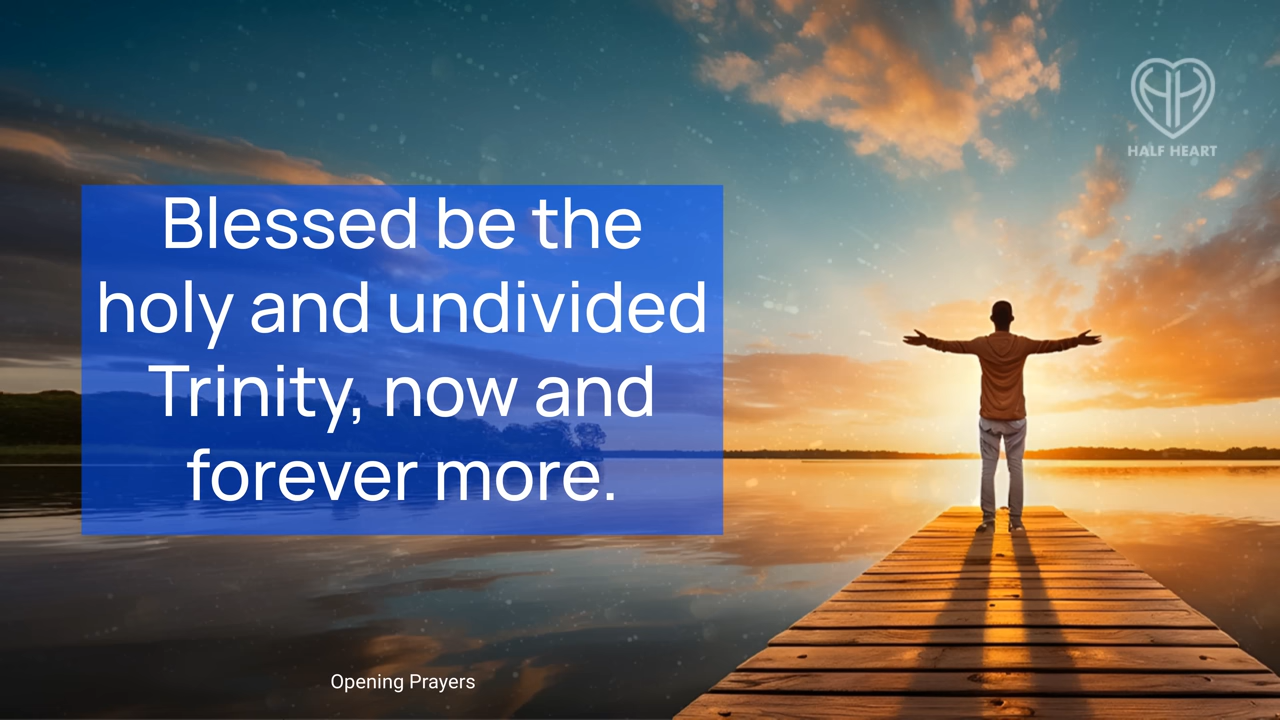 HALF HEART
Blessed be the
holy and undivided
Trinity, now and
forever more.
Opening Prayers